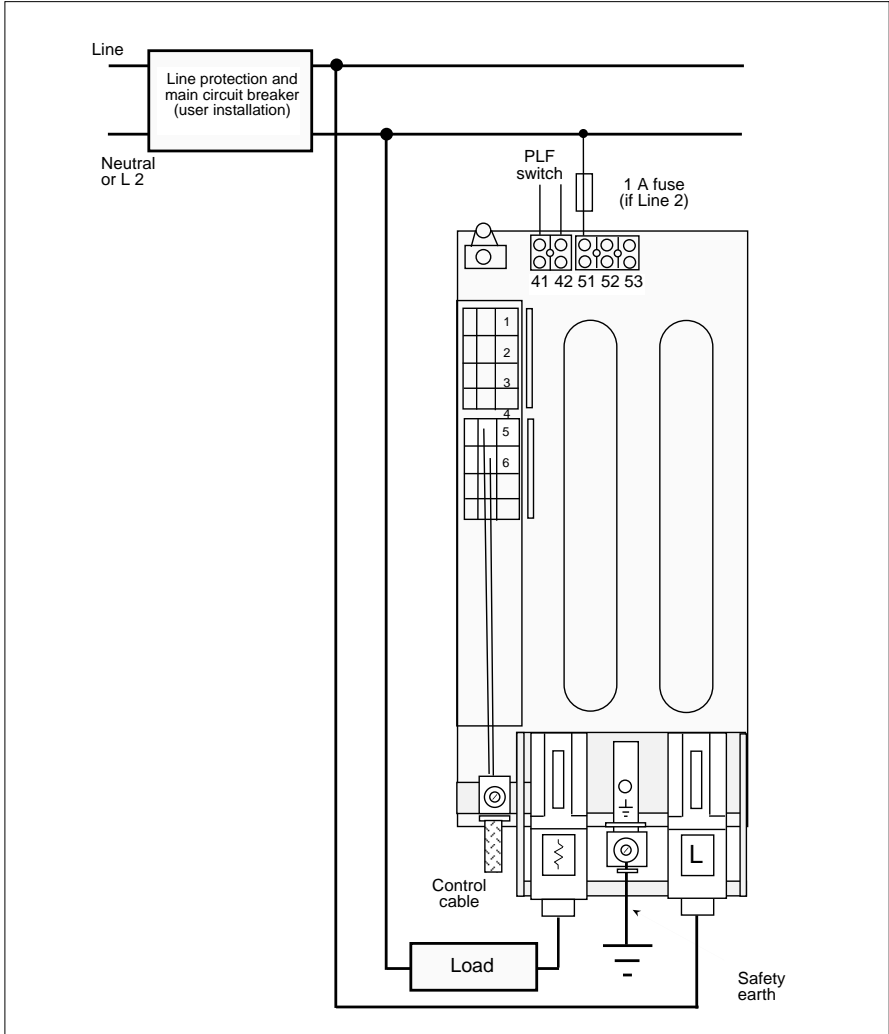 Line
Line protection and
main circuit breaker
(user installation)
Neutral
or L 2
PLF
switch
1 A fuse
(if Line 2)
41 42 51 52 53
1
2
3
4
5
6
Control
cable
L
Load
Safety
earth